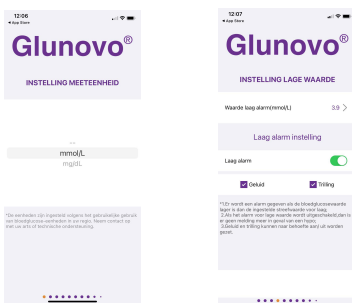 12:06
App Store
Glunovo®
INSTELLING MEETEENHEID
mmol/L
mg/dL
*De eenheden zijn ingesteld volgens het gebruikelijke gebruik
van bloedglucose-eenheden in uw regio. Neem contact op
met uw arts of technische ondersteuning.
12:07
App Store
Glunovo®
INSTELLING LAGE WAARDE
Waarde laag alarm(mmol/L) 3.9
Laag alarm instelling
Laag alarm
Geluid Trilling
*1.Er wordt een alarm gegeven als de bloedglucosewaarde
lager is dan de ingestelde streefwaarde voor laag;
2.Als het alarm voor lage waarde wordt uitgeschakeld,dan is
er geen melding meer in geval van een hypo;
3.Geluid en trilling kunnen naar behoefte aan/ uit worden
gezet.